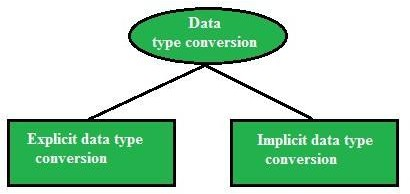 Data
type conversion
Explicit data type
conversion
Implicit data type
conversion